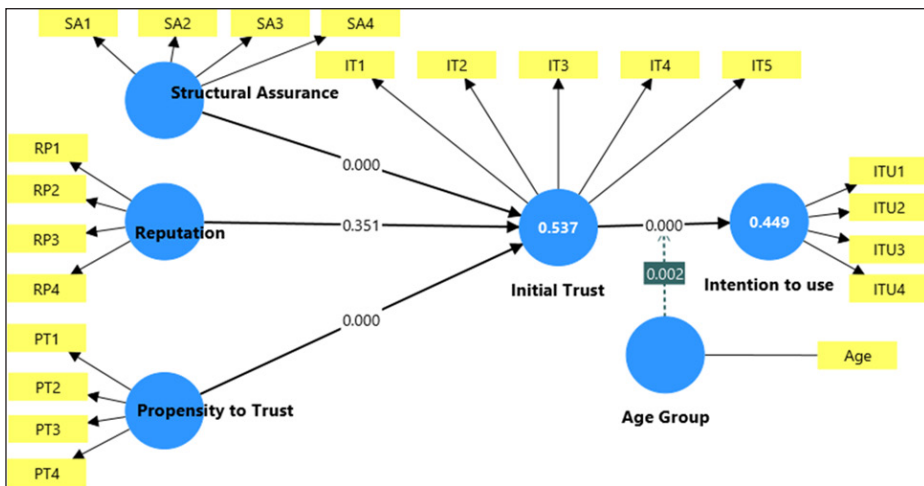 SA1
SA2
SA3
SA4
IT1
IT2
IT3
IT4
IT5
Structural Assurance
0.000
RP1
RP2
RP3
RP4
Reputation
0.351
0.537
Initial Trust
0.000
0.449
Intention to use
ITU1
ITU2
ITU3
ITU4
0.002
0.000
PT1
PT2
PT3
PT4
Propensity to Trust
Age
Age Group